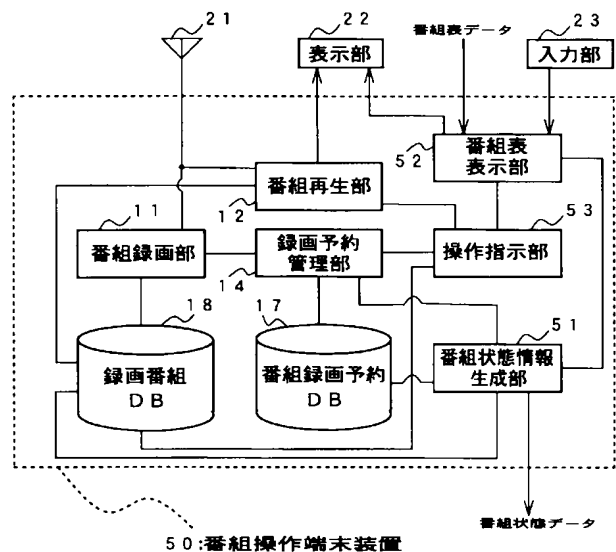 21
22
表示部
番組表データ
23
入力部
52
番組表
表示部
12
番組再生部
11
番組録画部
14
録画予約
管理部
53
操作指示部
18
録画番組
DB
17
番組録画予約
DB
51
番組状態情報
生成部
番組状態データ
50:番組操作端末装置